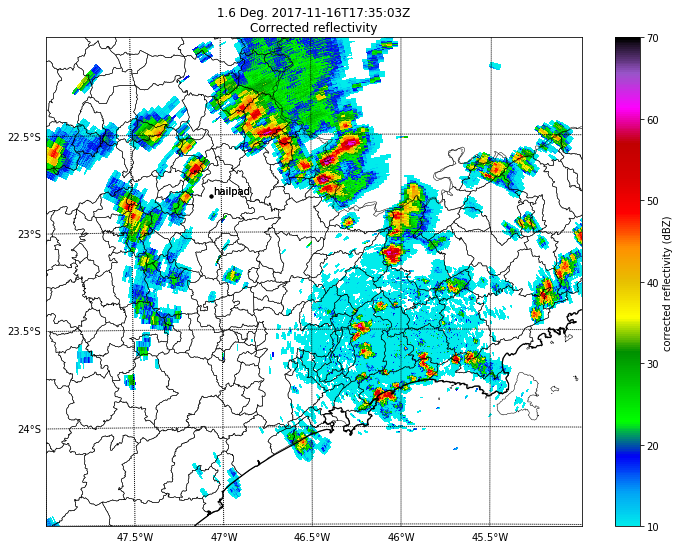 1.6 Deg. 2017-11-16T17:35:03Z
Corrected reflectivity
70
60
50
40
30
20
10
corrected reflectivity (dBZ)
22.5°S
23°S
23.5°S
24°S
hailpad
47.5°W
47°W
46.5°W
46°W
45.5°W